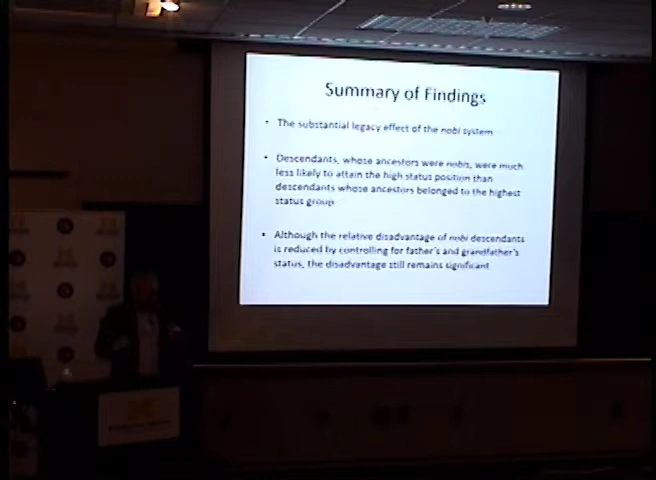 Summary of Findings
• The substantial legacy effect of the nobi system
• Descendants, whose ancestors were nobis, were much
less likely to attain the high status position than
descendants whose ancestors belonged to the highest
status group
• Although the relative disadvantage of nobi descendants
is reduced by controlling for father's and grandfather's
status, the disadvantage still remains significant